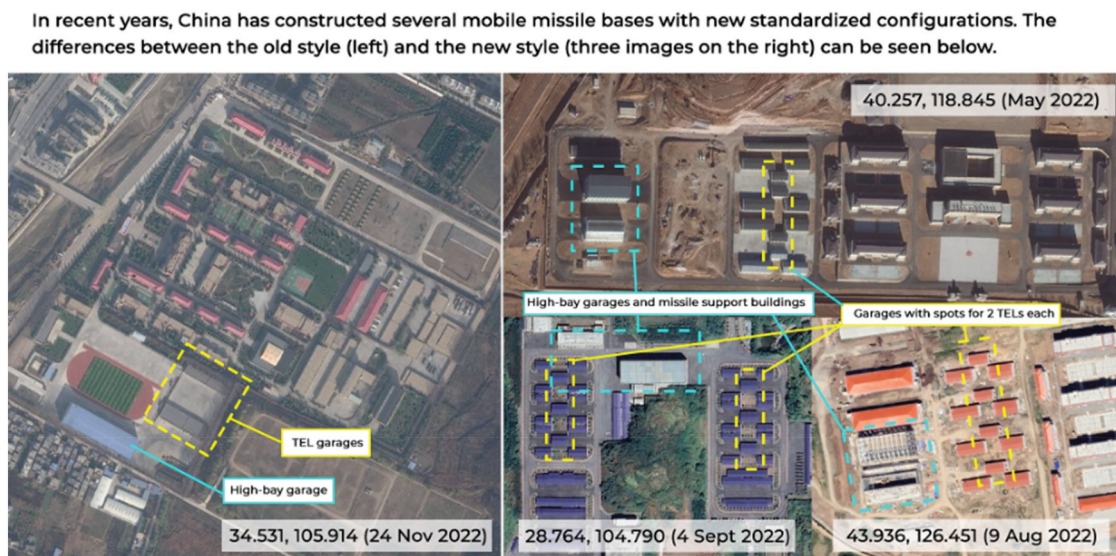 In recent years, China has constructed several mobile missile bases with new standardized configurations. The
differences between the old style (left) and the new style (three images on the right) can be seen below.
40.257, 118.845 (May 2022)
High-bay garages and missile support buildings
Garages with spots for 2 TELs each
TEL garages
High-bay garage
34.531, 105.914 (24 Nov 2022)
28.764, 104.790 (4 Sept 2022)
43.936, 126.451 (9 Aug 2022)